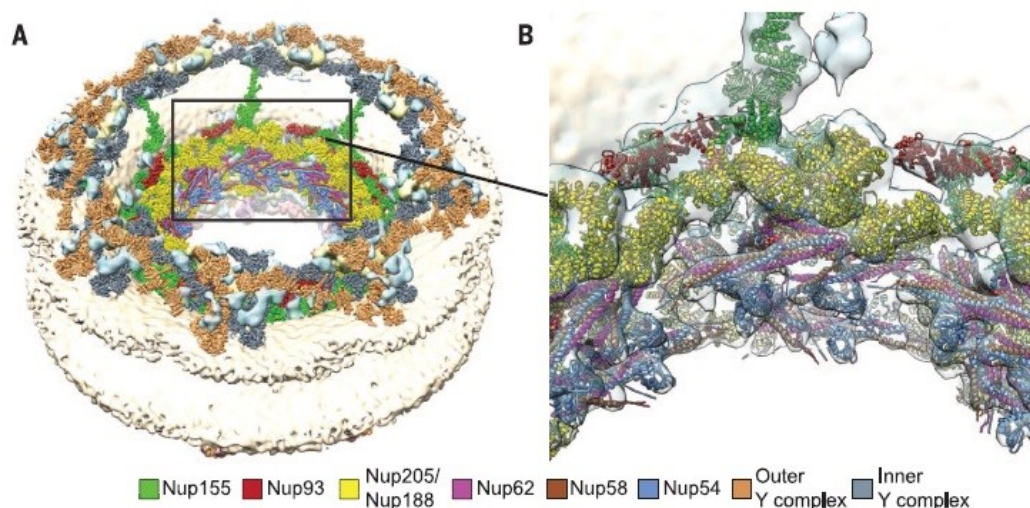 A
B
Nup155
Nup93
Nup205/
Nup188
Nup62
Nup58
Nup54
Outer
Y complex
Inner
Y complex